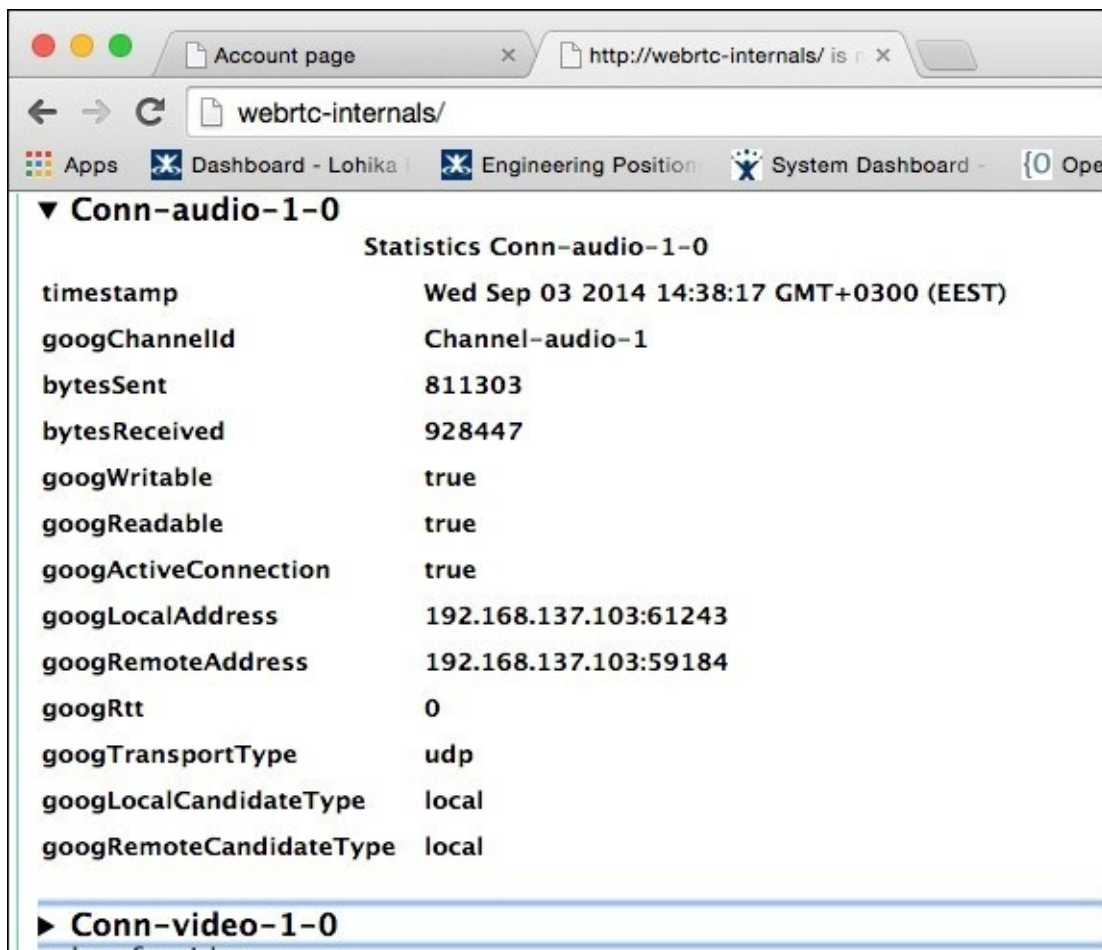 Account page
http://webrtc-internals/ is
webrtc-internals/
Apps Dashboard - Lohika Engineering Position System Dashboard - Ope
Conn-audio-1-0
Statistics Conn-audio-1-0
timestamp Wed Sep 03 2014 14:38:17 GMT+0300 (EEST)
googChannelId Channel-audio-1
bytesSent 811303
bytesReceived 928447
googWritable true
googReadable true
googActiveConnection true
googLocalAddress 192.168.137.103:61243
googRemoteAddress 192.168.137.103:59184
googRtt 0
googTransportType udp
googLocalCandidateType local
googRemoteCandidateType local
Conn-video-1-0